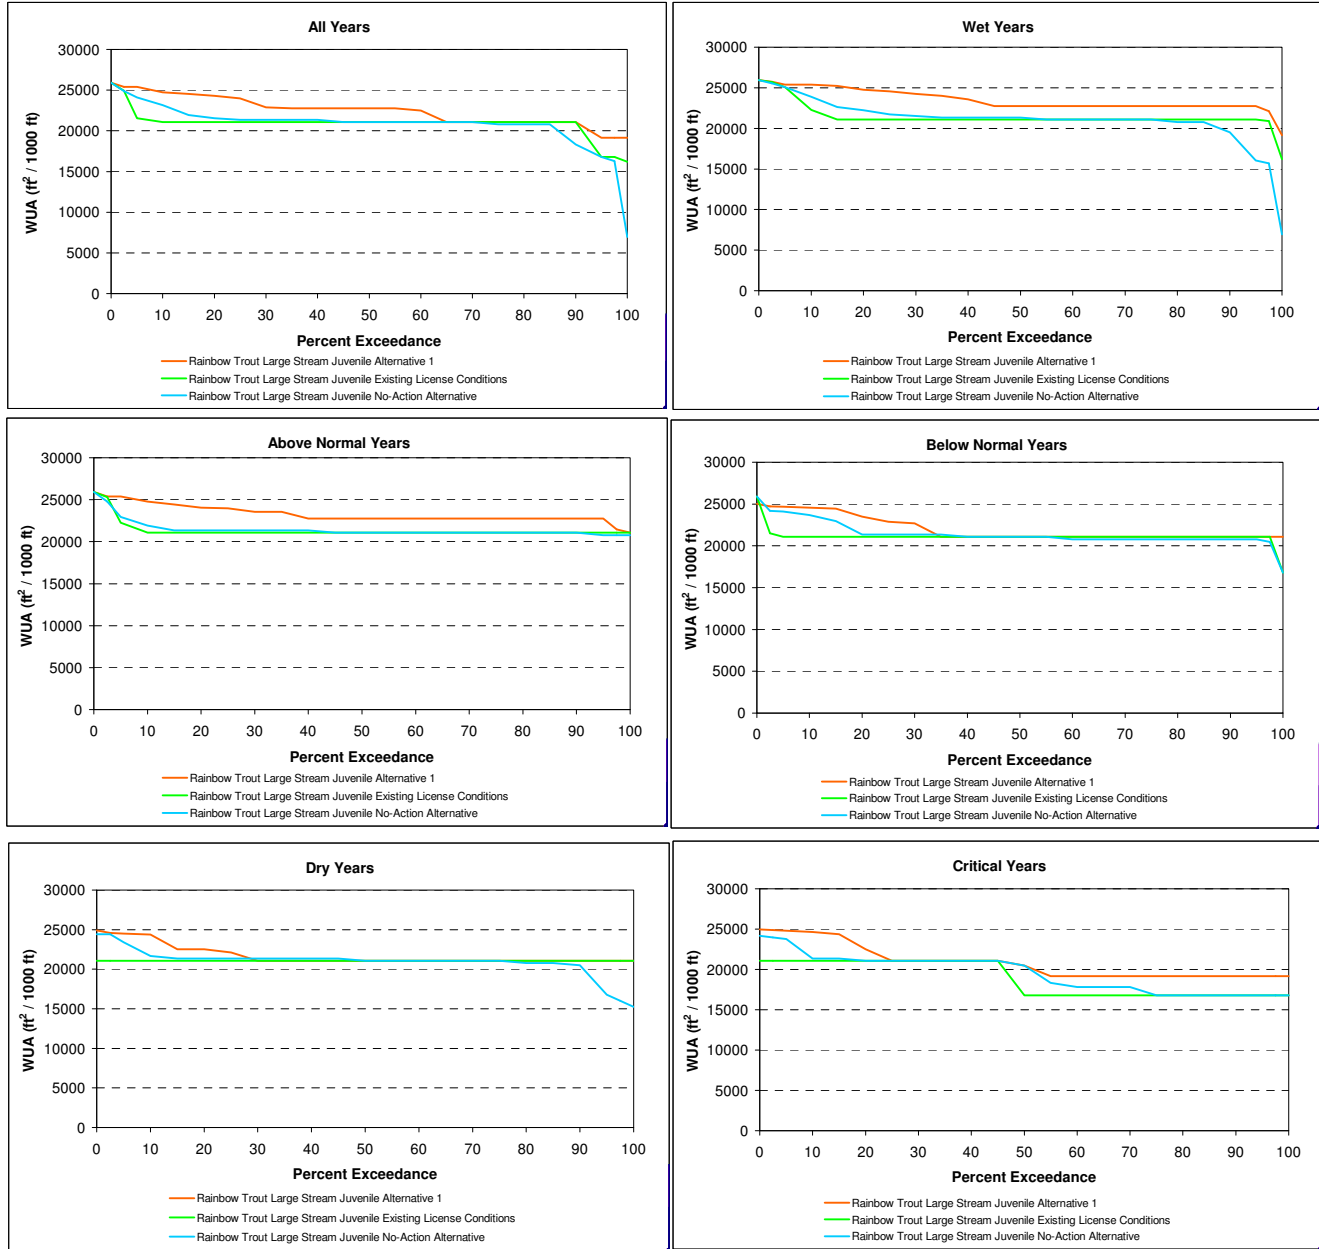 All Years
WUA (ft² / 1000 ft)
30000
25000
20000
15000
10000
5000
0
0 10 20 30 40 50 60 70 80 90 100
Percent Exceedance
Rainbow Trout Large Stream Juvenile Alternative 1
Rainbow Trout Large Stream Juvenile Existing License Conditions
Rainbow Trout Large Stream Juvenile No-Action Alternative
Wet Years
WUA (ft² / 1000 ft)
30000
25000
20000
15000
10000
5000
0
0 10 20 30 40 50 60 70 80 90 100
Percent Exceedance
Rainbow Trout Large Stream Juvenile Alternative 1
Rainbow Trout Large Stream Juvenile Existing License Conditions
Rainbow Trout Large Stream Juvenile No-Action Alternative
Above Normal Years
WUA (ft² / 1000 ft)
30000
25000
20000
15000
10000
5000
0
0 10 20 30 40 50 60 70 80 90 100
Percent Exceedance
Rainbow Trout Large Stream Juvenile Alternative 1
Rainbow Trout Large Stream Juvenile Existing License Conditions
Rainbow Trout Large Stream Juvenile No-Action Alternative
Below Normal Years
WUA (ft² / 1000 ft)
30000
25000
20000
15000
10000
5000
0
0 10 20 30 40 50 60 70 80 90 100
Percent Exceedance
Rainbow Trout Large Stream Juvenile Alternative 1
Rainbow Trout Large Stream Juvenile Existing License Conditions
Rainbow Trout Large Stream Juvenile No-Action Alternative
Dry Years
WUA (ft² / 1000 ft)
30000
25000
20000
15000
10000
5000
0
0 10 20 30 40 50 60 70 80 90 100
Percent Exceedance
Rainbow Trout Large Stream Juvenile Alternative 1
Rainbow Trout Large Stream Juvenile Existing License Conditions
Rainbow Trout Large Stream Juvenile No-Action Alternative
Critical Years
WUA (ft² / 1000 ft)
30000
25000
20000
15000
10000
5000
0
0 10 20 30 40 50 60 70 80 90 100
Percent Exceedance
Rainbow Trout Large Stream Juvenile Alternative 1
Rainbow Trout Large Stream Juvenile Existing License Conditions
Rainbow Trout Large Stream Juvenile No-Action Alternative